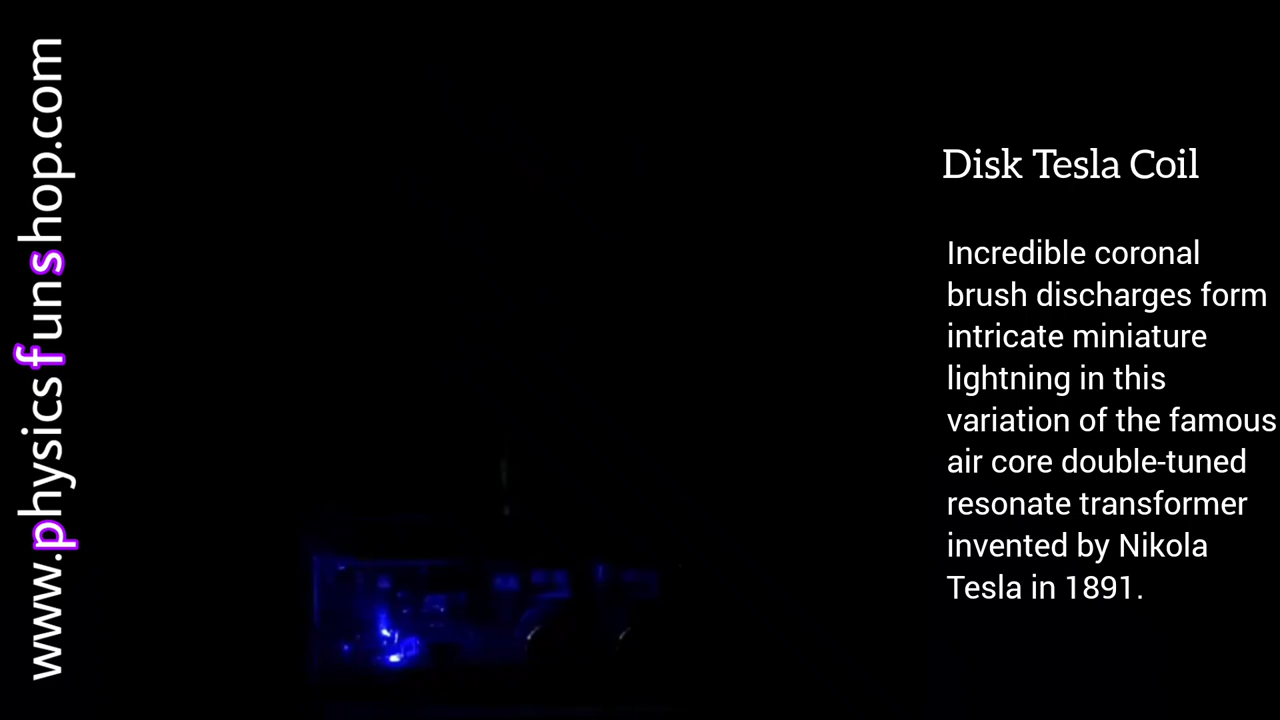 www.physicsfunshop.com
Disk Tesla Coil
Incredible coronal
brush discharges form
intricate miniature
lightning in this
variation of the famous
air core double-tuned
resonate transformer
invented by Nikola
Tesla in 1891.